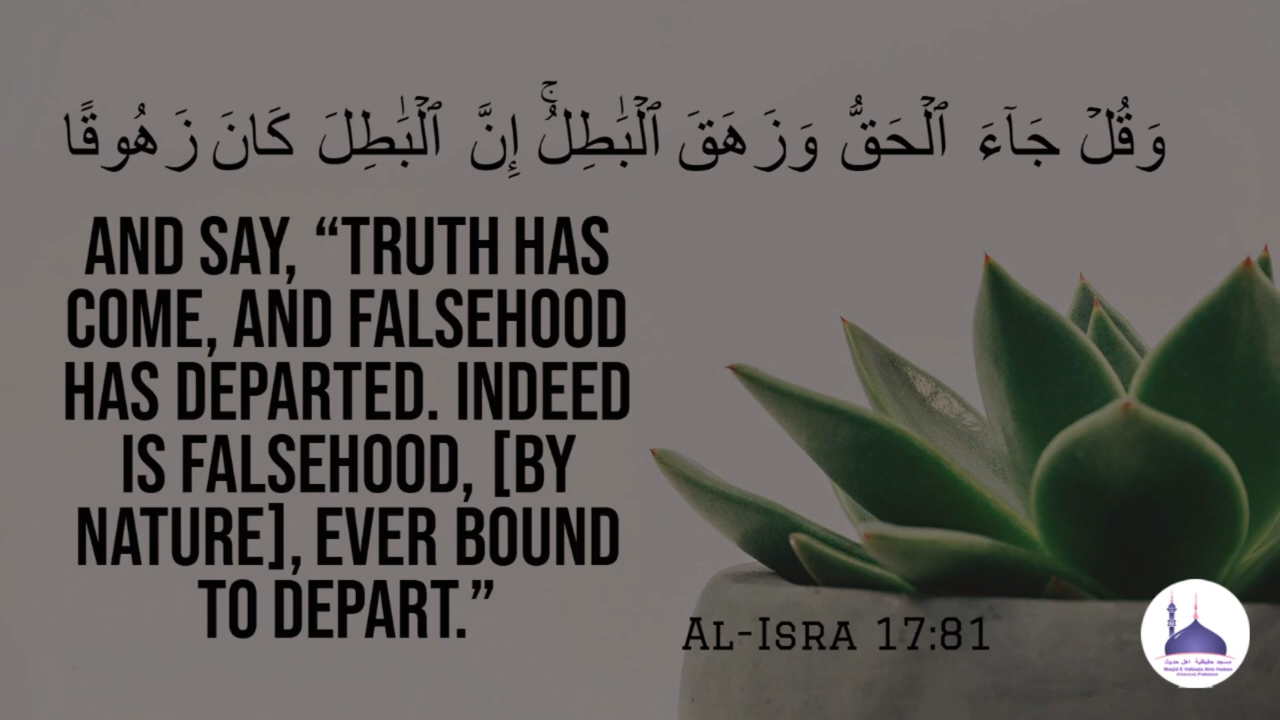 وَقُلْ جَآءَ ٱلْحَقُّ وَزَهَقَ ٱلْبَـٰطِلُ ۚ إِنَّ ٱلْبَـٰطِلَ كَانَ زَهُوقًا
AND SAY, “TRUTH HAS
COME, AND FALSEHOOD
HAS DEPARTED. INDEED
IS FALSEHOOD, [BY
NATURE], EVER BOUND
TO DEPART.”
AL-ISRA 17:81